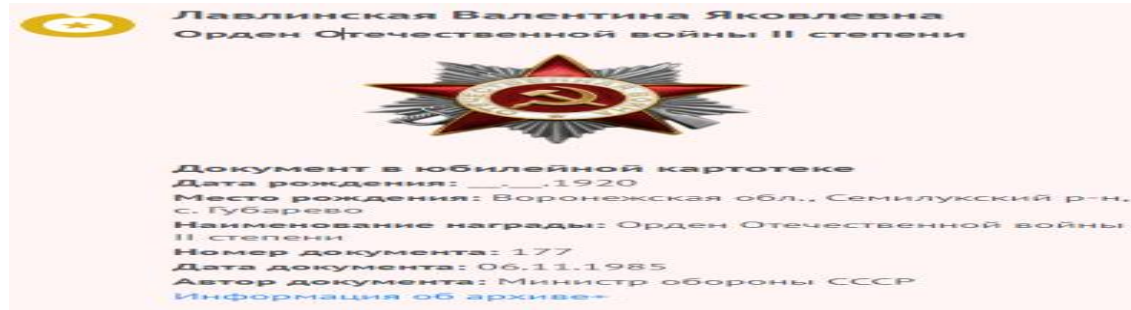 Лавлинская Валентина Яковлевна
Орден Отечественной войны II степени
ОТЕЧЕСТВЕННАЯ ВОЙНА
Документ в юбилейной картотеке
Дата рождения: __.__.1920
Место рождения: Воронежская обл., Семилукский р-н,
с. Губарево
Наименование награды: Орден Отечественной войны
II степени
Номер документа: 177
Дата документа: 06.11.1985
Автор документа: Министр обороны СССР
Информация об архиве+